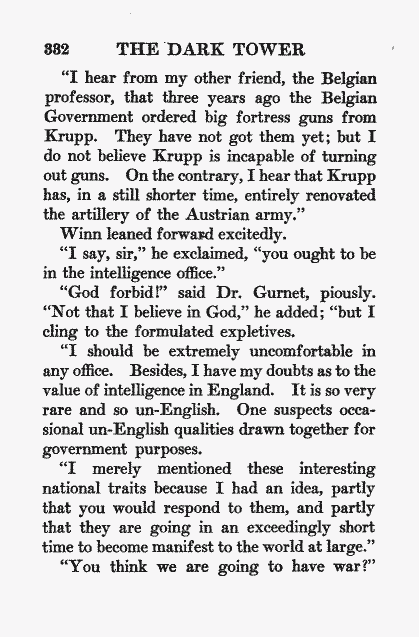 332 THE DARK TOWER
“I hear from my other friend, the Belgian
professor, that three years ago the Belgian
Government ordered big fortress guns from
Krupp. They have not got them yet; but I
do not believe Krupp is incapable of turning
out guns. On the contrary, I hear that Krupp
has, in a still shorter time, entirely renovated
the artillery of the Austrian army.”
Winn leaned forward excitedly.
“I say, sir,” he exclaimed, “you ought to be
in the intelligence office.”
“God forbid!” said Dr. Gurnet, piously.
“Not that I believe in God,” he added; “but I
cling to the formulated expletives.
“I should be extremely uncomfortable in
any office. Besides, I have my doubts as to the
value of intelligence in England. It is so very
rare and so un-English. One suspects occa-
sional un-English qualities drawn together for
government purposes.
“I merely mentioned these interesting
national traits because I had an idea, partly
that you would respond to them, and partly
that they are going in an exceedingly short
time to become manifest to the world at large.”
“You think we are going to have war?”